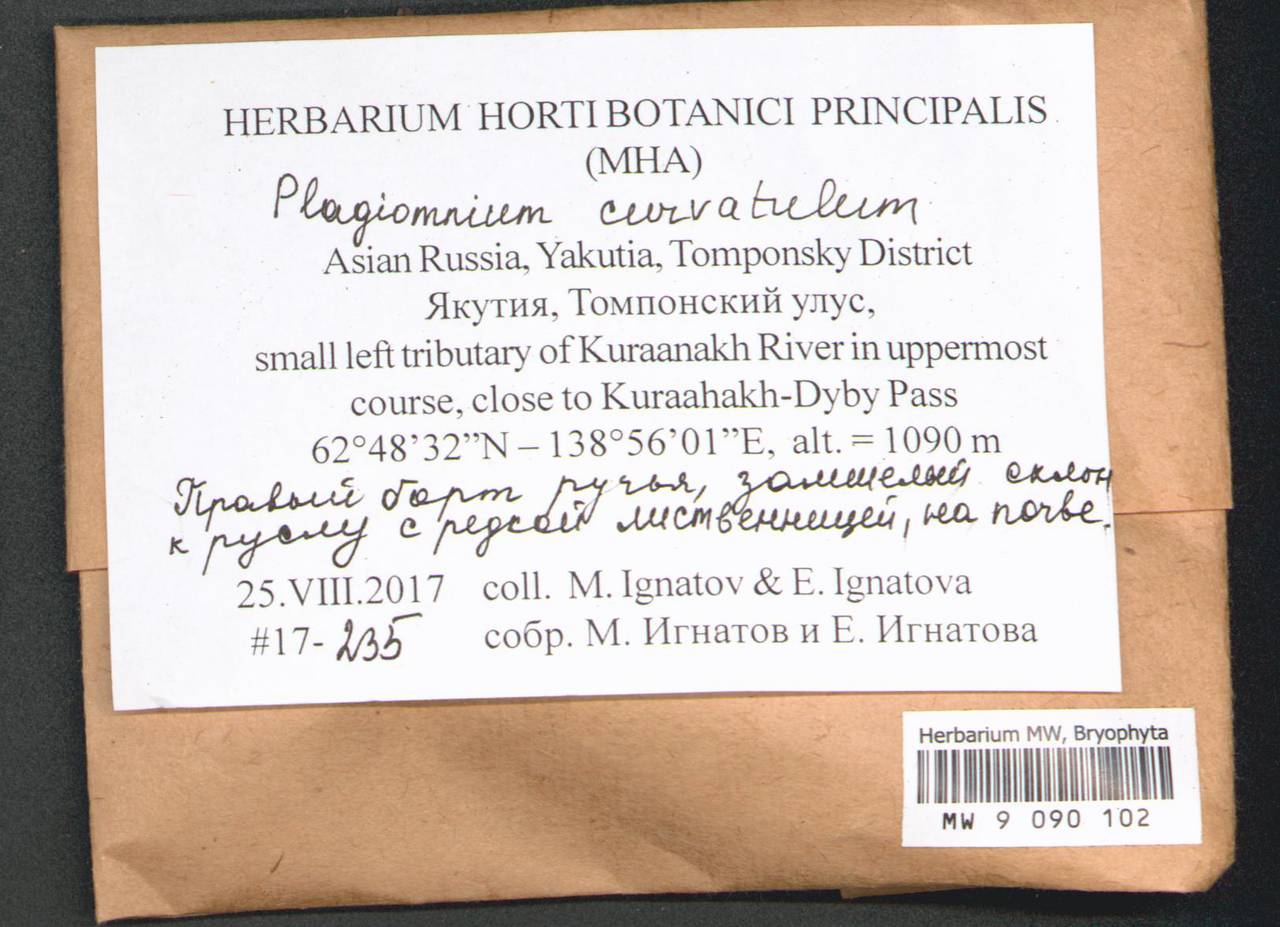 HERBARIUM HORTI BOTANICI PRINCIPALIS
(MHA)
Plagiomnium curvatulum
Asian Russia, Yakutia, Tomponsky District
Якутия, Томпонский улус,
small left tributary of Kuraanakh River in uppermost
course, close to Kuraahakh-Dyby Pass
62°48'32”N – 138°56'01”E, alt. = 1090 m
Правый борт ручья, замшелый склон
к руслу с редкой лиственницей, на почве.
25.VIII.2017 coll. M. Ignatov & E. Ignatova
#17-235 собр. М. Игнатов и Е. Игнатова
Herbarium MW, Bryophyta
MW 9 090 102